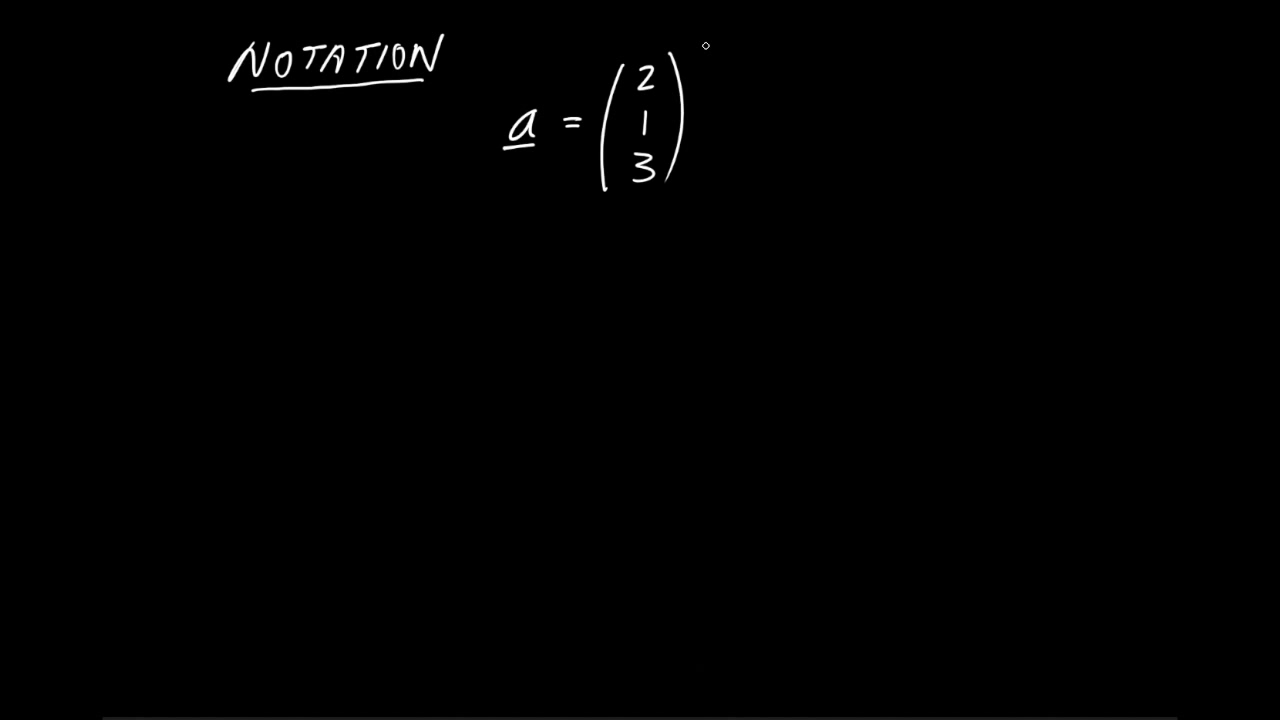 NOTATION
a = (2
1
3)